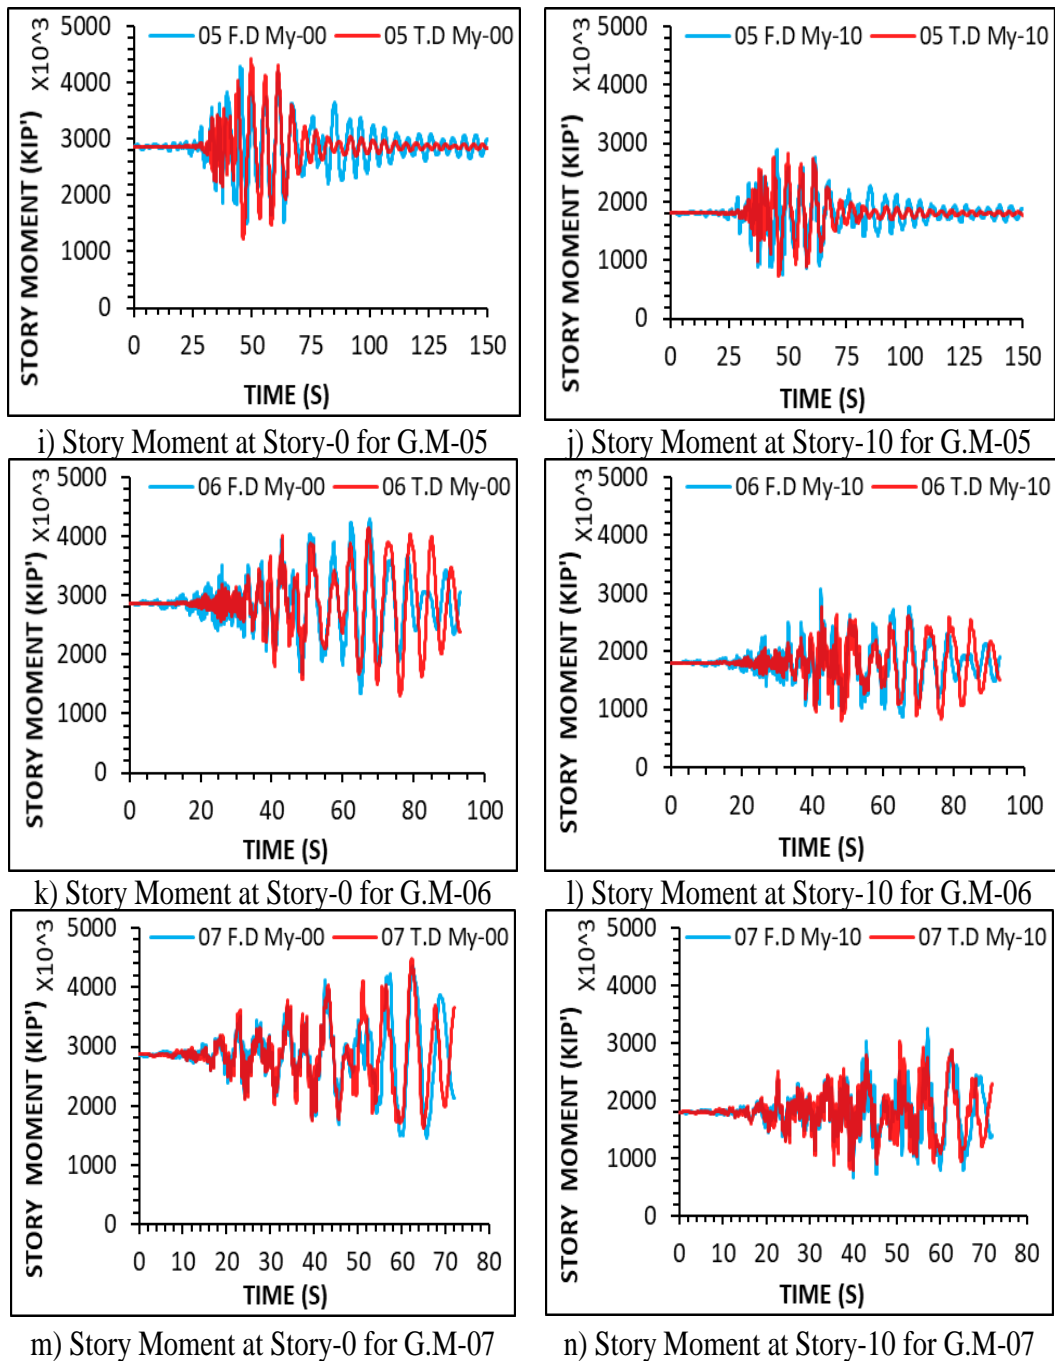 X10^3
05 F.D My-00 05 T.D My-00
STORY MOMENT (KIP')
5000
4000
3000
2000
1000
0
0 25 50 75 100 125 150
TIME (S)
i) Story Moment at Story-0 for G.M-05
X10^3
05 F.D My-10 05 T.D My-10
STORY MOMENT (KIP')
5000
4000
3000
2000
1000
0
0 25 50 75 100 125 150
TIME (S)
j) Story Moment at Story-10 for G.M-05
X10^3
06 F.D My-00 06 T.D My-00
STORY MOMENT (KIP')
5000
4000
3000
2000
1000
0
0 20 40 60 80 100
TIME (S)
k) Story Moment at Story-0 for G.M-06
X10^3
06 F.D My-10 06 T.D My-10
STORY MOMENT (KIP')
5000
4000
3000
2000
1000
0
0 20 40 60 80 100
TIME (S)
l) Story Moment at Story-10 for G.M-06
X10^3
07 F.D My-00 07 T.D My-00
STORY MOMENT (KIP')
5000
4000
3000
2000
1000
0
0 10 20 30 40 50 60 70 80
TIME (S)
m) Story Moment at Story-0 for G.M-07
X10^3
07 F.D My-10 07 T.D My-10
STORY MOMENT (KIP')
5000
4000
3000
2000
1000
0
0 10 20 30 40 50 60 70 80
TIME (S)
n) Story Moment at Story-10 for G.M-07